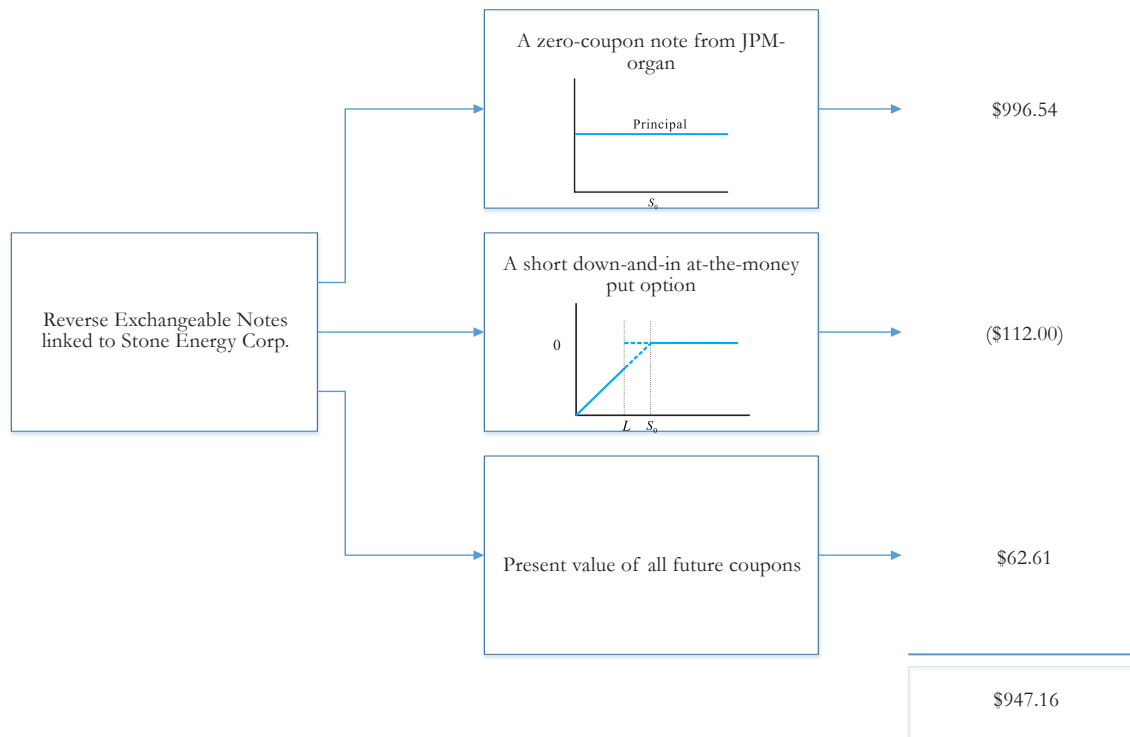 A zero-coupon note from JPM-
organ
Principal
S₀
$996.54
Reverse Exchangeable Notes
linked to Stone Energy Corp.
A short down-and-in at-the-money
put option
0
L S₀
($112.00)
Present value of all future coupons
$62.61
$947.16